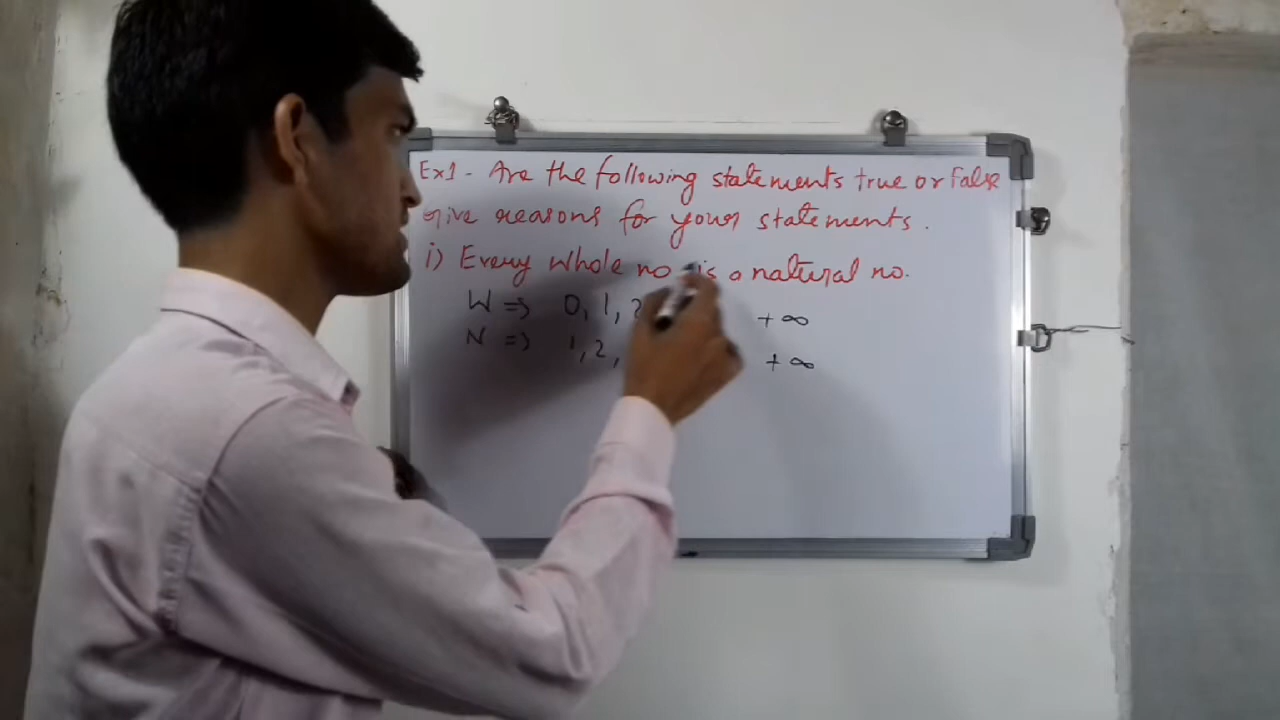 Ex1. Are the following statements true or False
give reasons for your statements.
i) Every whole no. is a natural no.
W => 0, 1, 2 +∞
N => 1, 2, +∞